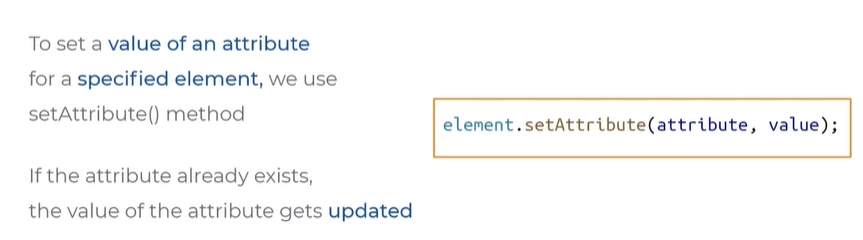 To set a value of an attribute
for a specified element, we use
setAttribute() method
element.setAttribute(attribute, value);
If the attribute already exists,
the value of the attribute gets updated